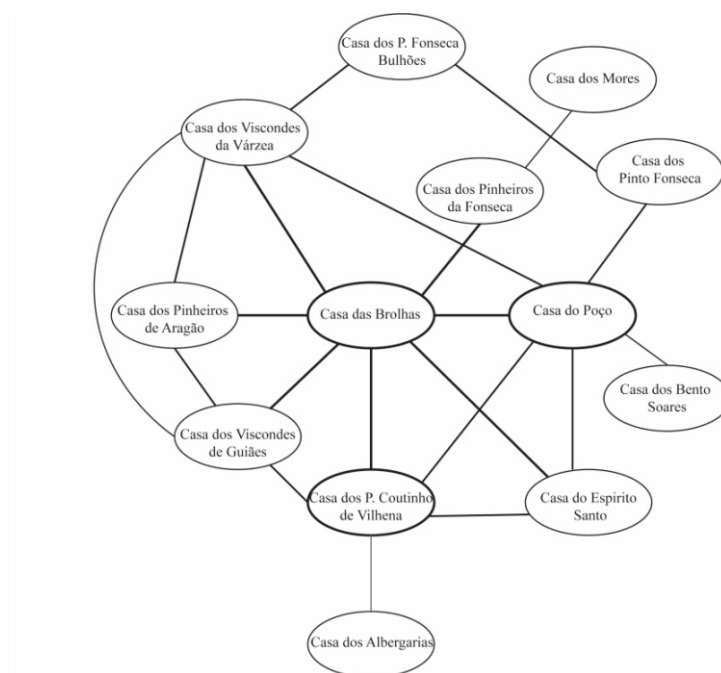 Casa dos P. Fonseca
Bulhões
Casa dos Mores
Casa dos Viscondes
da Várzea
Casa dos
Pinto Fonseca
Casa dos Pinheiros
da Fonseca
Casa dos Pinheiros
de Aragão
Casa das Brolhas
Casa do Poço
Casa dos Bento
Soares
Casa dos Viscondes
de Guiães
Casa dos P. Coutinho
de Vilhena
Casa do Espirito
Santo
Casa dos Albergarias